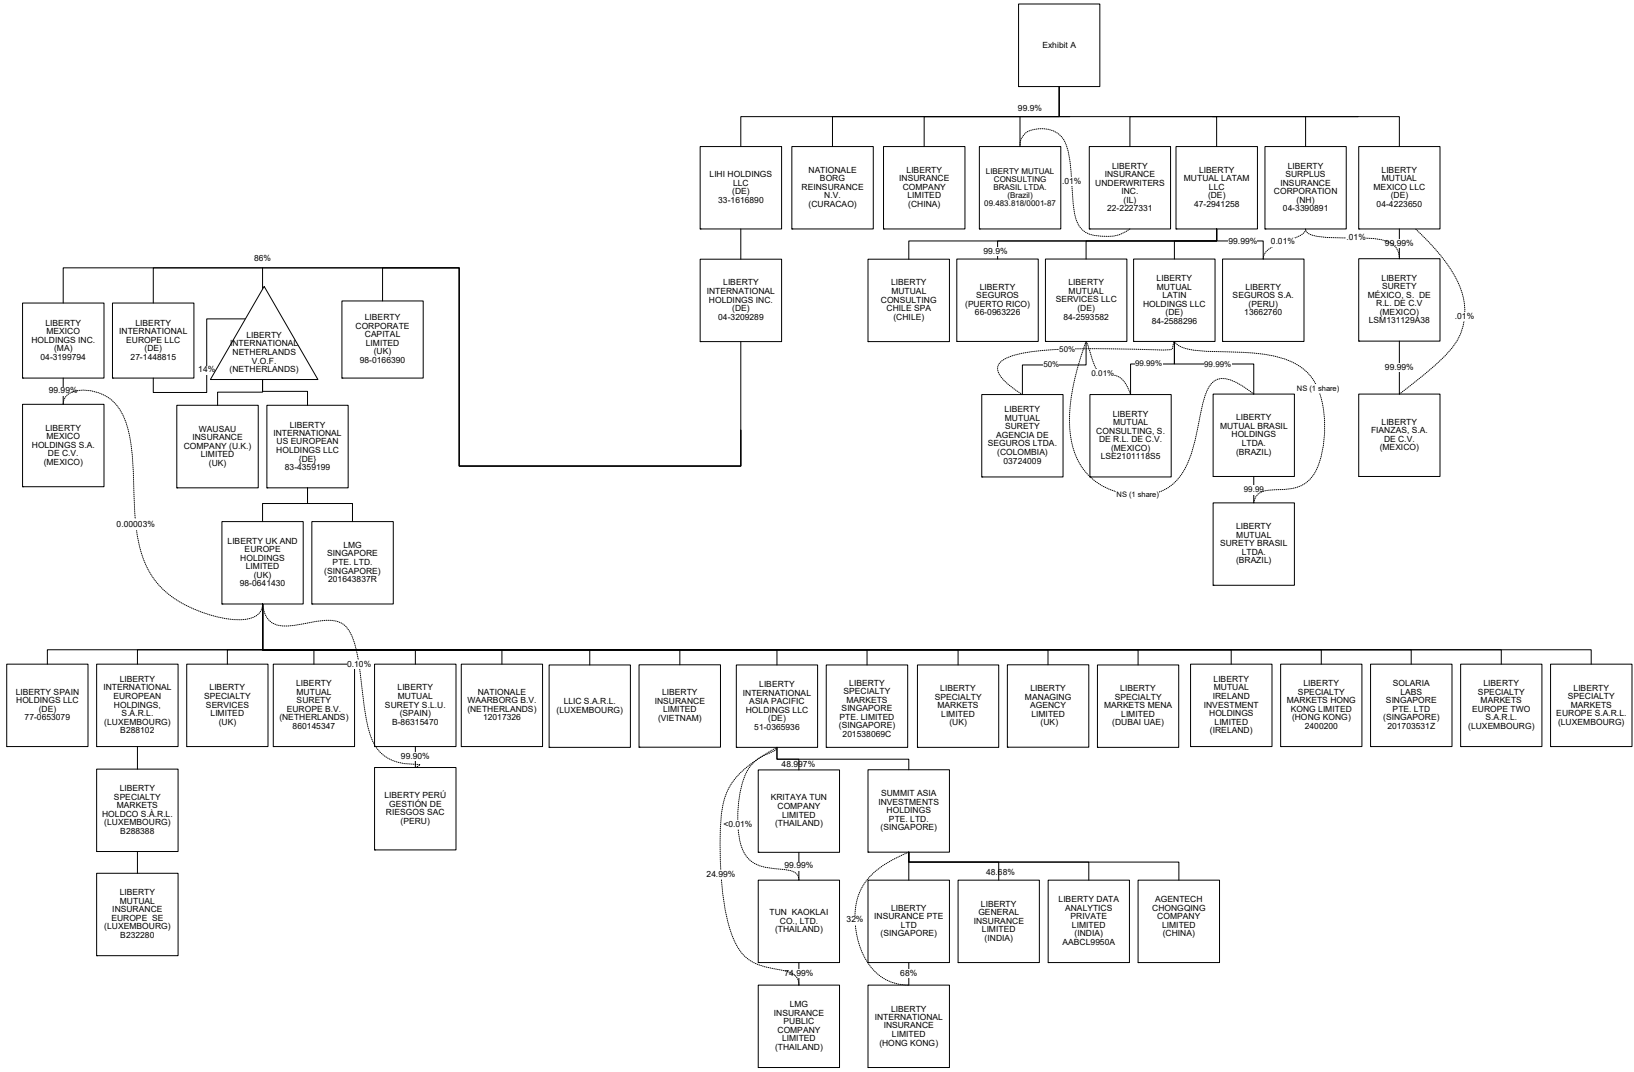 Exhibit A
99.9%
LIHI HOLDINGS
LLC
(DE)
33-1616890
NATIONALE
BORG
REINSURANCE
N.V.
(CURACAO)
LIBERTY
INSURANCE
COMPANY
LIMITED
(CHINA)
LIBERTY MUTUAL
CONSULTING
BRASIL LTDA.
(Brazil)
09.483.818/0001-87
.01%
LIBERTY
INSURANCE
UNDERWRITERS
INC.
(IL)
22-2227331
LIBERTY
MUTUAL LATAM
LLC
(DE)
47-2941258
LIBERTY
SURPLUS
INSURANCE
CORPORATION
(NH)
04-3390891
LIBERTY
MUTUAL
MEXICO LLC
(DE)
04-4223650
99.9%
99.99%
0.01%
.01%
99.99%
LIBERTY
INTERNATIONAL
HOLDINGS INC.
(DE)
04-3209289
LIBERTY
MUTUAL
CONSULTING
CHILE SPA
(CHILE)
LIBERTY
SEGUROS
(PUERTO RICO)
66-0963226
LIBERTY
MUTUAL
SERVICES LLC
(DE)
84-2593582
LIBERTY
MUTUAL
LATIN
HOLDINGS LLC
(DE)
84-2588296
LIBERTY
SEGUROS S.A.
(PERU)
13662760
LIBERTY
SURETY
MÉXICO, S. DE
R.L. DE C.V
(MEXICO)
LSM131129A38
.01%
86%
LIBERTY
MEXICO
HOLDINGS INC.
(MA)
04-3199794
LIBERTY
INTERNATIONAL
EUROPE LLC
(DE)
27-1448815
LIBERTY
INTERNATIONAL
NETHERLANDS
V.O.F.
(NETHERLANDS)
14%
LIBERTY
CORPORATE
CAPITAL
LIMITED
(UK)
98-0166390
50%
50%
0.01%
99.99%
99.99%
NS (1 share)
99.99%
99.99%
LIBERTY
MEXICO
HOLDINGS S.A.
DE C.V.
(MEXICO)
WAUSAU
INSURANCE
COMPANY (U.K.)
LIMITED
(UK)
LIBERTY
INTERNATIONAL
US EUROPEAN
HOLDINGS LLC
(DE)
83-4359199
LIBERTY
MUTUAL
SURETY
AGENCIA DE
SEGUROS LTDA.
(COLOMBIA)
03724009
LIBERTY
MUTUAL
CONSULTING, S.
DE R.L. DE C.V.
(MEXICO)
LSE2101118S5
LIBERTY
MUTUAL BRASIL
HOLDINGS
LTDA.
(BRAZIL)
LIBERTY
FIANZAS, S.A.
DE C.V.
(MEXICO)
NS (1 share)
99.99
LIBERTY
MUTUAL
SURETY BRASIL
LTDA.
(BRAZIL)
0.00003%
LIBERTY UK AND
EUROPE
HOLDINGS
LIMITED
(UK)
98-0641430
LMG
SINGAPORE
PTE. LTD.
(SINGAPORE)
201643837R
0.10%
LIBERTY SPAIN
HOLDINGS LLC
(DE)
77-0653079
LIBERTY
INTERNATIONAL
EUROPEAN
HOLDINGS,
S.À.R.L.
(LUXEMBOURG)
B288102
LIBERTY
SPECIALTY
SERVICES
LIMITED
(UK)
LIBERTY
MUTUAL
SURETY
EUROPE B.V.
(NETHERLANDS)
860145347
LIBERTY
MUTUAL
SURETY S.L.U.
(SPAIN)
B-86315470
NATIONALE
WAARBORG B.V.
(NETHERLANDS)
12017326
LLIC S.A.R.L.
(LUXEMBOURG)
LIBERTY
INSURANCE
LIMITED
(VIETNAM)
LIBERTY
INTERNATIONAL
ASIA PACIFIC
HOLDINGS LLC
(DE)
51-0365936
LIBERTY
SPECIALTY
MARKETS
SINGAPORE
PTE. LIMITED
(SINGAPORE)
201538069C
LIBERTY
SPECIALTY
MARKETS
LIMITED
(UK)
LIBERTY
MANAGING
AGENCY
LIMITED
(UK)
LIBERTY
SPECIALTY
MARKETS MENA
LIMITED
(DUBAI UAE)
LIBERTY
MUTUAL
IRELAND
INVESTMENT
HOLDINGS
LIMITED
(IRELAND)
LIBERTY
SPECIALTY
MARKETS HONG
KONG LIMITED
(HONG KONG)
2400200
SOLARIA
LABS
SINGAPORE
PTE. LTD
(SINGAPORE)
201703531Z
LIBERTY
SPECIALTY
MARKETS
EUROPE TWO
S.A.R.L.
(LUXEMBOURG)
LIBERTY
SPECIALTY
MARKETS
EUROPE S.A.R.L.
(LUXEMBOURG)
99.90%
48.997%
LIBERTY
SPECIALTY
MARKETS
HOLDCO S.À.R.L.
(LUXEMBOURG)
B288388
LIBERTY PERÚ
GESTIÓN DE
RIESGOS SAC
(PERU)
KRITAYA TUN
COMPANY
LIMITED
(THAILAND)
SUMMIT ASIA
INVESTMENTS
HOLDINGS
PTE. LTD.
(SINGAPORE)
<0.01%
24.99%
99.99%
48.68%
LIBERTY
MUTUAL
INSURANCE
EUROPE SE
(LUXEMBOURG)
B232280
TUN KAOKLAI
CO., LTD.
(THAILAND)
32%
LIBERTY
INSURANCE PTE
LTD
(SINGAPORE)
LIBERTY
GENERAL
INSURANCE
LIMITED
(INDIA)
LIBERTY DATA
ANALYTICS
PRIVATE
LIMITED
(INDIA)
AABCL9950A
AGENTECH
CHONGQING
COMPANY
LIMITED
(CHINA)
74.99%
68%
LMG
INSURANCE
PUBLIC
COMPANY
LIMITED
(THAILAND)
LIBERTY
INTERNATIONAL
INSURANCE
LIMITED
(HONG KONG)